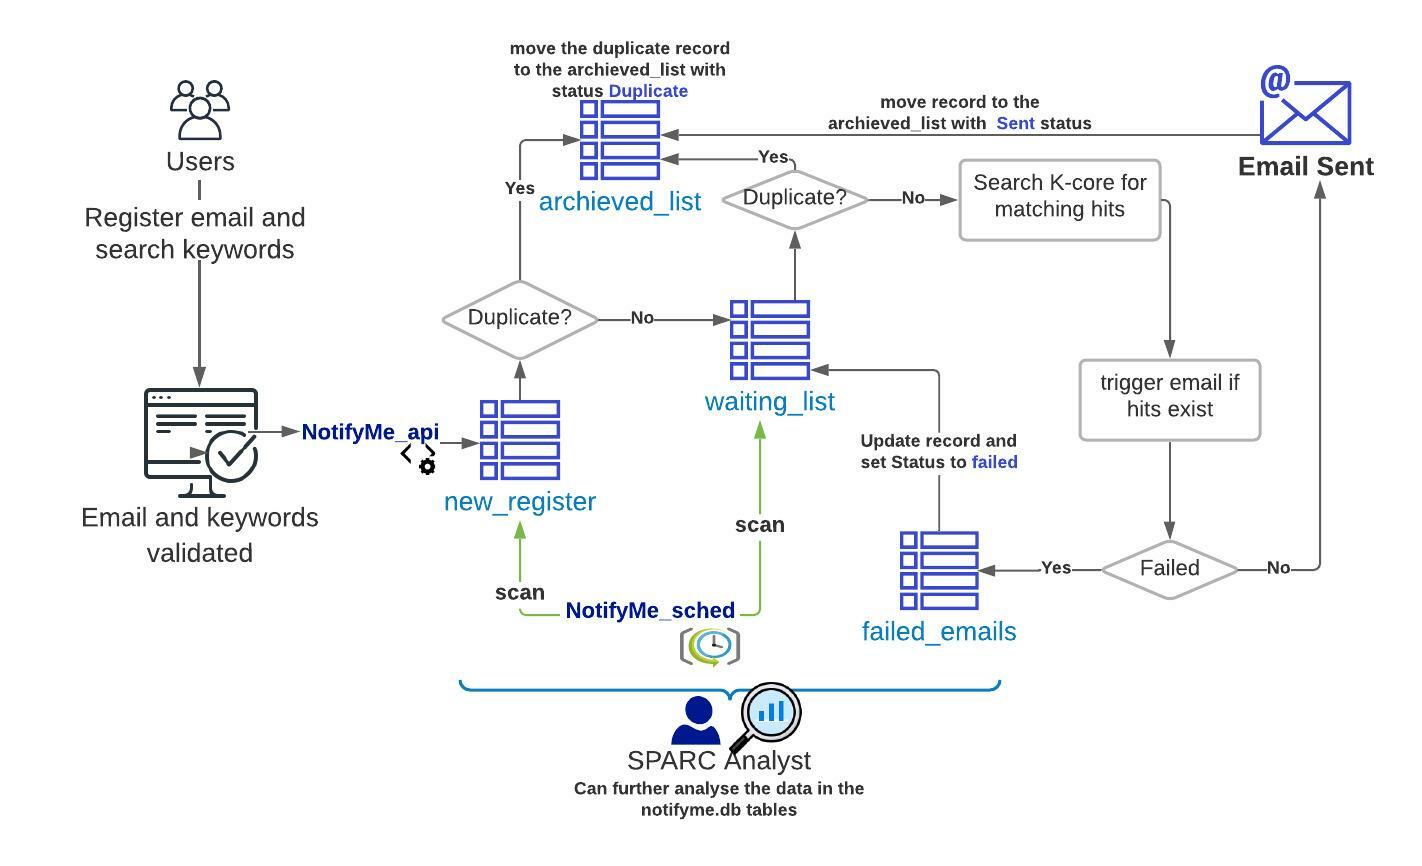 move the duplicate record
to the archieved_list with
status Duplicate
move record to the
archieved_list with Sent status
@
Users
Email Sent
Yes
Duplicate?
No
Search K-core for
matching hits
Yes
archieved_list
Register email and
search keywords
Duplicate?
No
waiting_list
trigger email if
hits exist
NotifyMe_api
Update record and
set Status to failed
new_register
Email and keywords
validated
scan
scan
NotifyMe_sched
Yes
Failed
No
failed_emails
SPARC Analyst
Can further analyse the data in the
notifyme.db tables